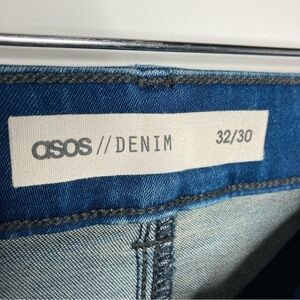 asos // DENIM 32/30